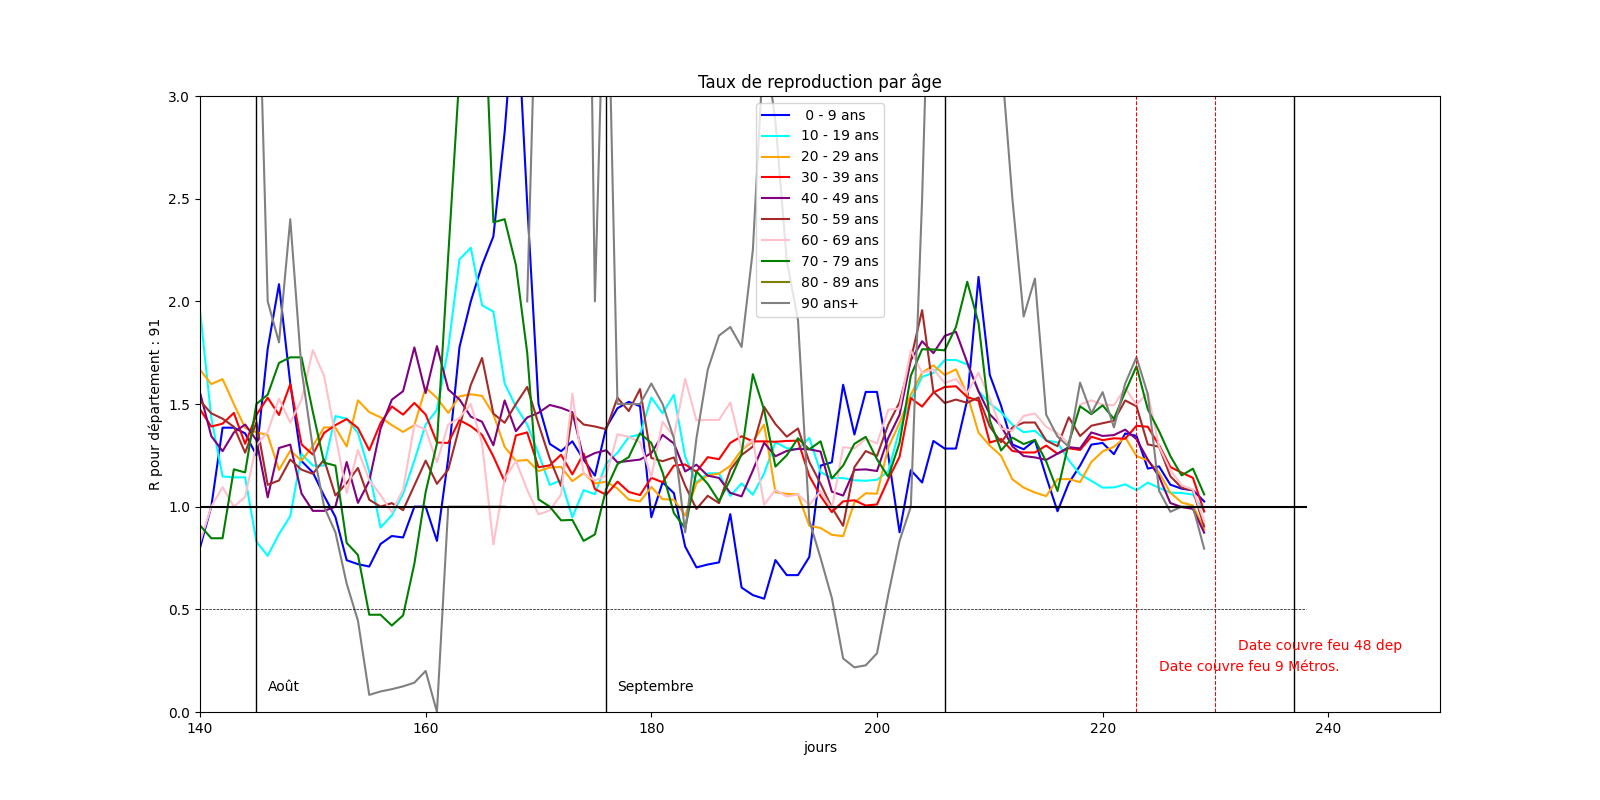 Taux de reproduction par âge
3.0
2.5
2.0
1.5
1.0
0.5
0.0
R pour département : 91
0 - 9 ans
10 - 19 ans
20 - 29 ans
30 - 39 ans
40 - 49 ans
50 - 59 ans
60 - 69 ans
70 - 79 ans
80 - 89 ans
90 ans+
Date couvre feu 48 dep
Date couvre feu 9 Métros.
Août
Septembre
140
160
180
200
220
240
jours